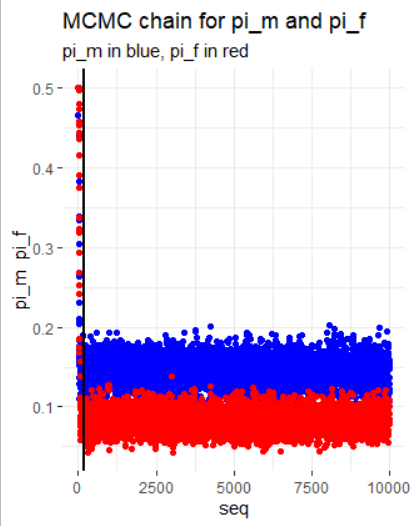 MCMC chain for pi_m and pi_f
pi_m in blue, pi_f in red
0.5
0.4
0.3
0.2
0.1
pi_m pi_f
0 2500 5000 7500 10000
seq